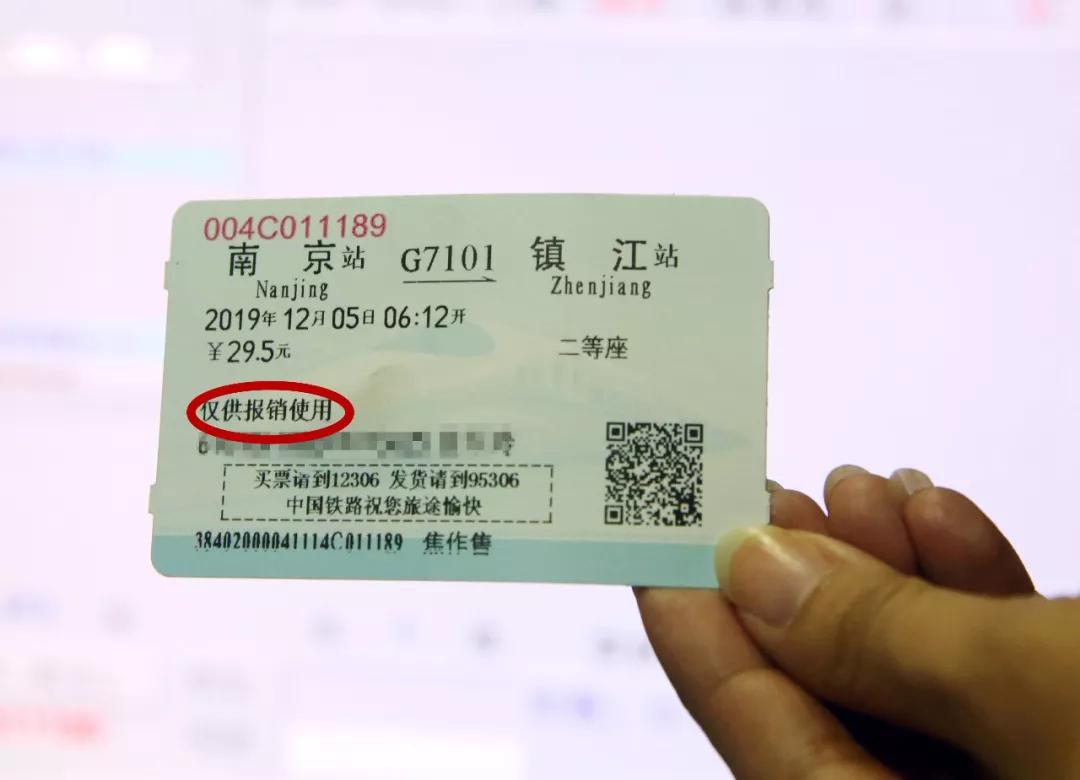 004C011189
南京站 G7101 镇江站
Nanjing Zhenjiang
2019年12月05日06:12开
￥29.5元 二等座
仅供报销使用
买票请到12306 发货请到95306
中国铁路祝您旅途愉快
38402000041114C011189 焦作售